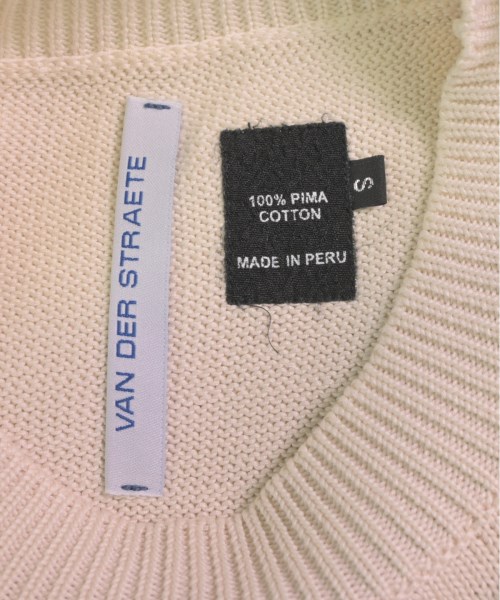 VAN DER STRAETE
100% PIMA
COTTON
MADE IN PERU
S